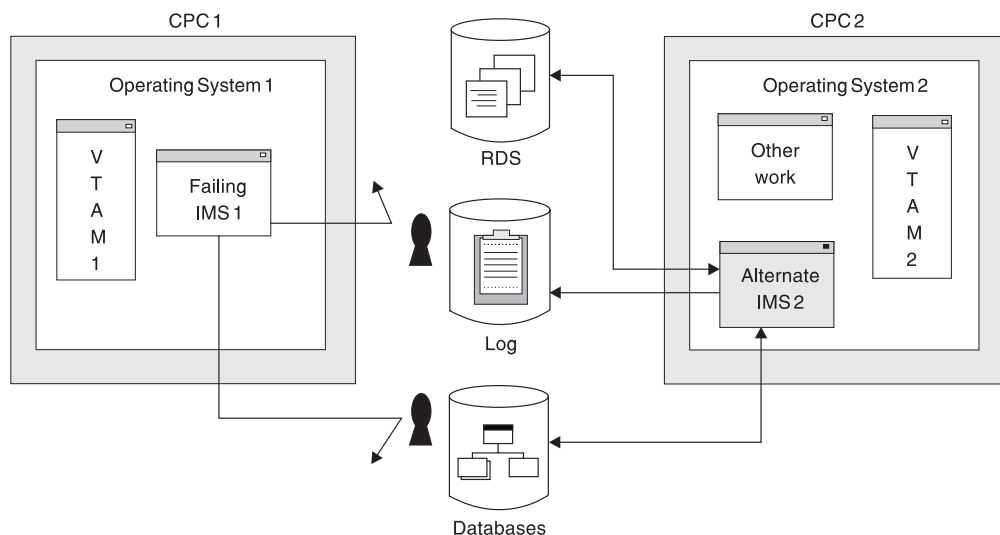 CPC 1
CPC 2
Operating System 1
V
T
A
M
1
Failing
IMS 1
RDS
Log
Databases
Operating System 2
Other
work
V
T
A
M
2
Alternate
IMS 2